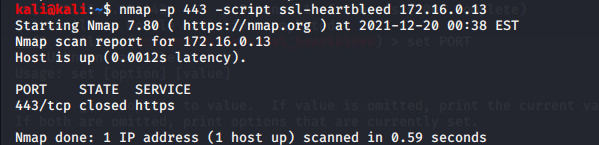 kali@kali:~$ nmap -p 443 -script ssl-heartbleed 172.16.0.13
Starting Nmap 7.80 ( https://nmap.org ) at 2021-12-20 00:38 EST
Nmap scan report for 172.16.0.13
Host is up (0.0012s latency).
PORT    STATE  SERVICE
443/tcp closed https
Nmap done: 1 IP address (1 host up) scanned in 0.59 seconds